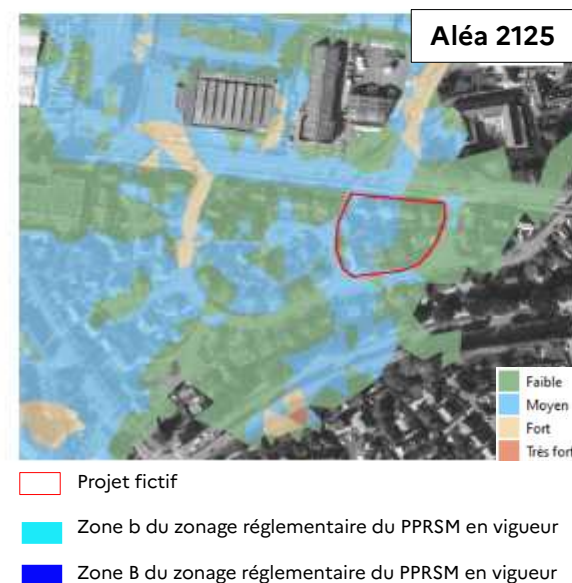 Aléa 2125
Faible
Moyen
Fort
Très fort
Projet fictif
Zone b du zonage réglementaire du PPRSM en vigueur
Zone B du zonage réglementaire du PPRSM en vigueur